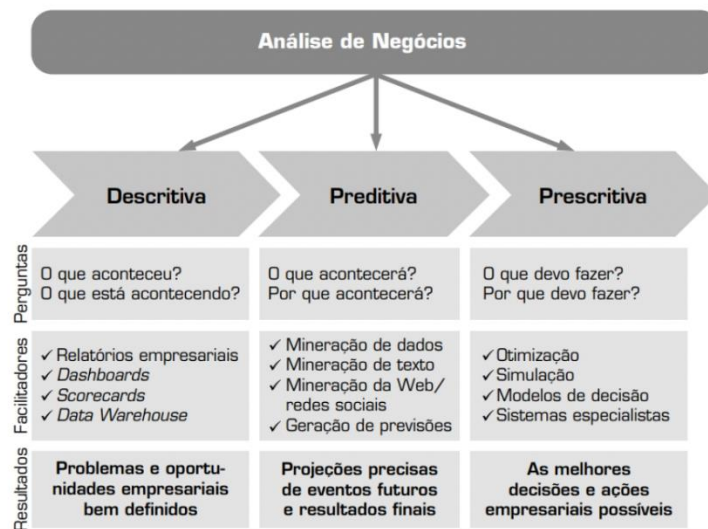 Análise de Negócios
Descritiva
Preditiva
Prescritiva
Perguntas
O que aconteceu?
O que está acontecendo?
O que acontecerá?
Por que acontecerá?
O que devo fazer?
Por que devo fazer?
Facilitadores
✓ Relatórios empresariais
✓ Dashboards
✓ Scorecards
✓ Data Warehouse
✓ Mineração de dados
✓ Mineração de texto
✓ Mineração da Web/
redes sociais
✓ Geração de previsões
✓ Otimização
✓ Simulação
✓ Modelos de decisão
✓ Sistemas especialistas
Resultados
Problemas e oportu-
nidades empresariais
bem definidos
Projeções precisas
de eventos futuros
e resultados finais
As melhores
decisões e ações
empresariais possíveis